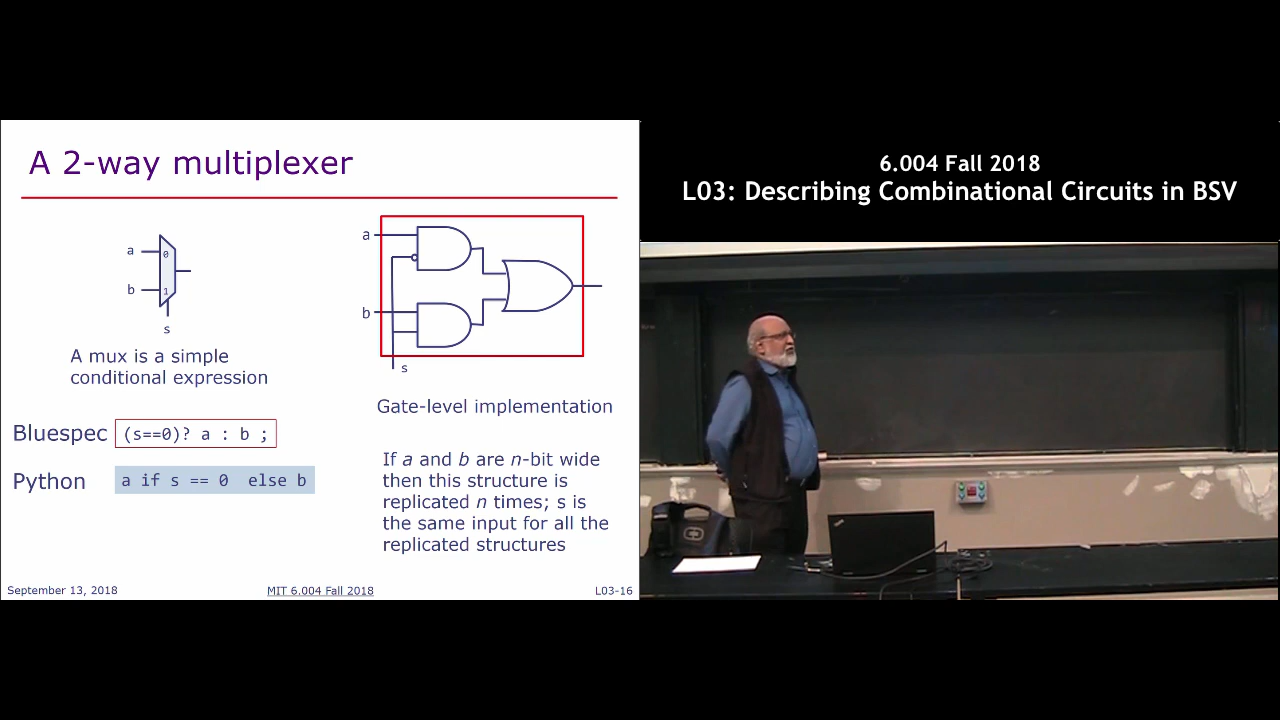 A 2-way multiplexer
a
0
b
1
s
A mux is a simple
conditional expression
Bluespec (s==0)? a : b ;
Python a if s == 0 else b
a
b
s
Gate-level implementation
If a and b are n-bit wide
then this structure is
replicated n times; s is
the same input for all the
replicated structures
September 13, 2018 MIT 6.004 Fall 2018 L03-16
6.004 Fall 2018
L03: Describing Combinational Circuits in BSV